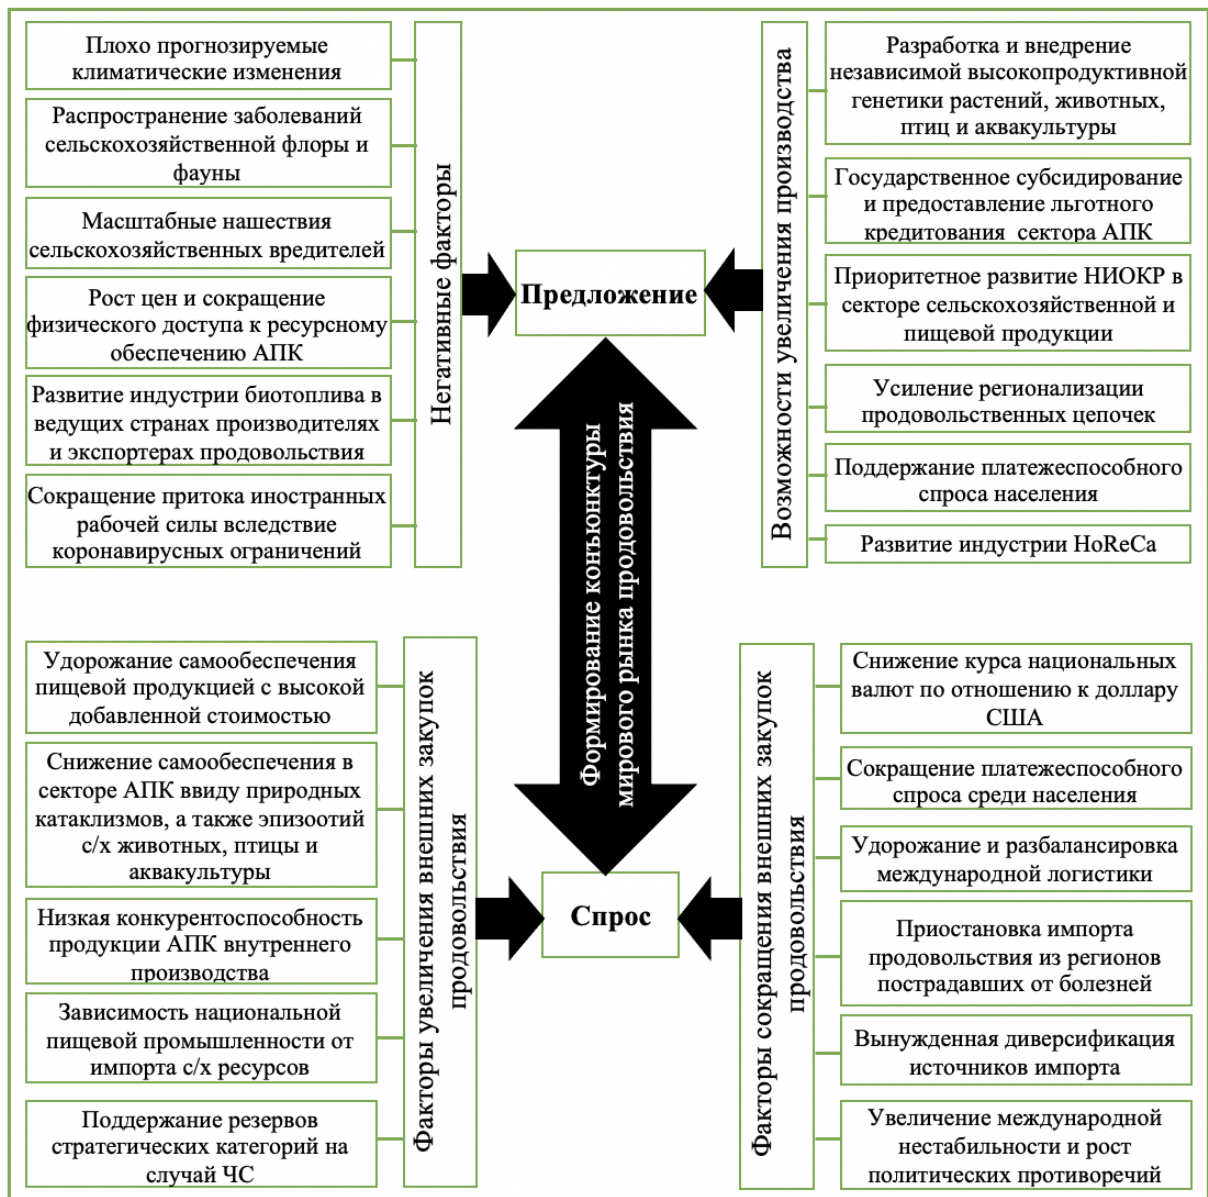 Плохо прогнозируемые
климатические изменения
Распространение заболеваний
сельскохозяйственной флоры и
фауны
Масштабные нашествия
сельскохозяйственных вредителей
Рост цен и сокращение
физического доступа к ресурсному
обеспечению АПК
Развитие индустрии биотоплива в
ведущих странах производителях
и экспортерах продовольствия
Сокращение притока иностранных
рабочей силы вследствие
коронавирусных ограничений
Негативные факторы
Предложение
Возможности увеличения производства
Разработка и внедрение
независимой высокопродуктивной
генетики растений, животных,
птиц и аквакультуры
Государственное субсидирование
и предоставление льготного
кредитования сектора АПК
Приоритетное развитие НИОКР в
секторе сельскохозяйственной и
пищевой продукции
Усиление регионализации
продовольственных цепочек
Поддержание платежеспособного
спроса населения
Развитие индустрии HoReCa
Формирование конъюнктуры
мирового рынка продовольствия
Удорожание самообеспечения
пищевой продукцией с высокой
добавленной стоимостью
Снижение самообеспечения в
секторе АПК ввиду природных
катаклизмов, а также эпизоотий
с/х животных, птицы и
аквакультуры
Низкая конкурентоспособность
продукции АПК внутреннего
производства
Зависимость национальной
пищевой промышленности от
импорта с/х ресурсов
Поддержание резервов
стратегических категорий на
случай ЧС
Факторы увеличения внешних закупок
продовольствия
Спрос
Факторы сокращения внешних закупок
продовольствия
Снижение курса национальных
валют по отношению к доллару
США
Сокращение платежеспособного
спроса среди населения
Удорожание и разбалансировка
международной логистики
Приостановка импорта
продовольствия из регионов
пострадавших от болезней
Вынужденная диверсификация
источников импорта
Увеличение международной
нестабильности и рост
политических противоречий